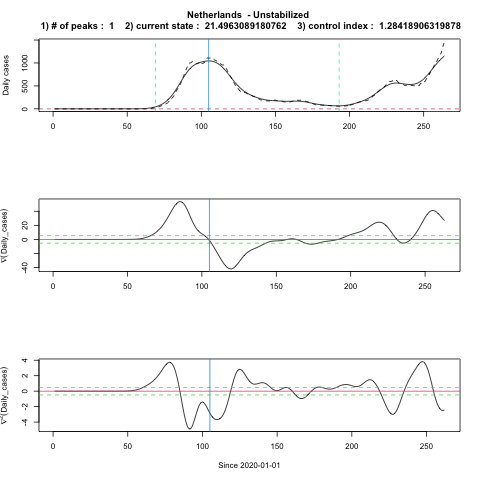 Netherlands - Unstabilized
1) # of peaks : 1 2) current state : 21.4963089180762 3) control index : 1.28418906319878
Daily cases
1000
500
0
0 50 100 150 200 250
∇(Daily_cases)
20
0
-40
0 50 100 150 200 250
∇²(Daily_cases)
4
2
0
-2
-4
0 50 100 150 200 250
Since 2020-01-01